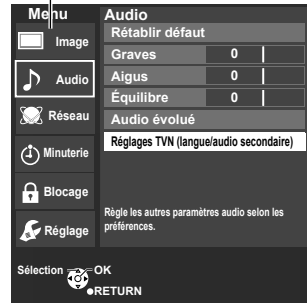 Menu
Image
Audio
Réseau
Minuterie
Blocage
Réglage
Audio
Rétablir défaut
Graves 0
Aigus 0
Équilibre 0
Audio évolué
Réglages TVN (langue/audio secondaire)
Règle les autres paramètres audio selon les
préférences.
Sélection OK
RETURN